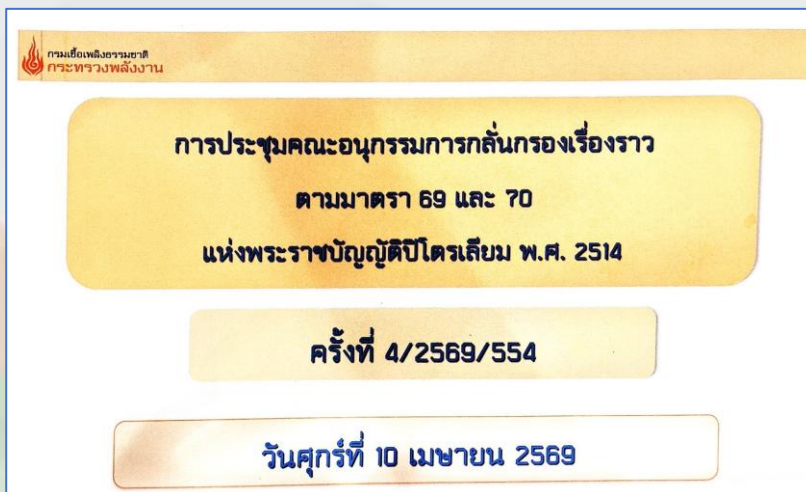 กรมเชื้อเพลิงธรรมชาติ
กระทรวงพลังงาน
การประชุมคณะอนุกรรมการกลั่นกรองเรื่องราว
ตามมาตรา 69 และ 70
แห่งพระราชบัญญัติปิโตรเลียม พ.ศ. 2514
ครั้งที่ 4/2569/554
วันศุกร์ที่ 10 เมษายน 2569